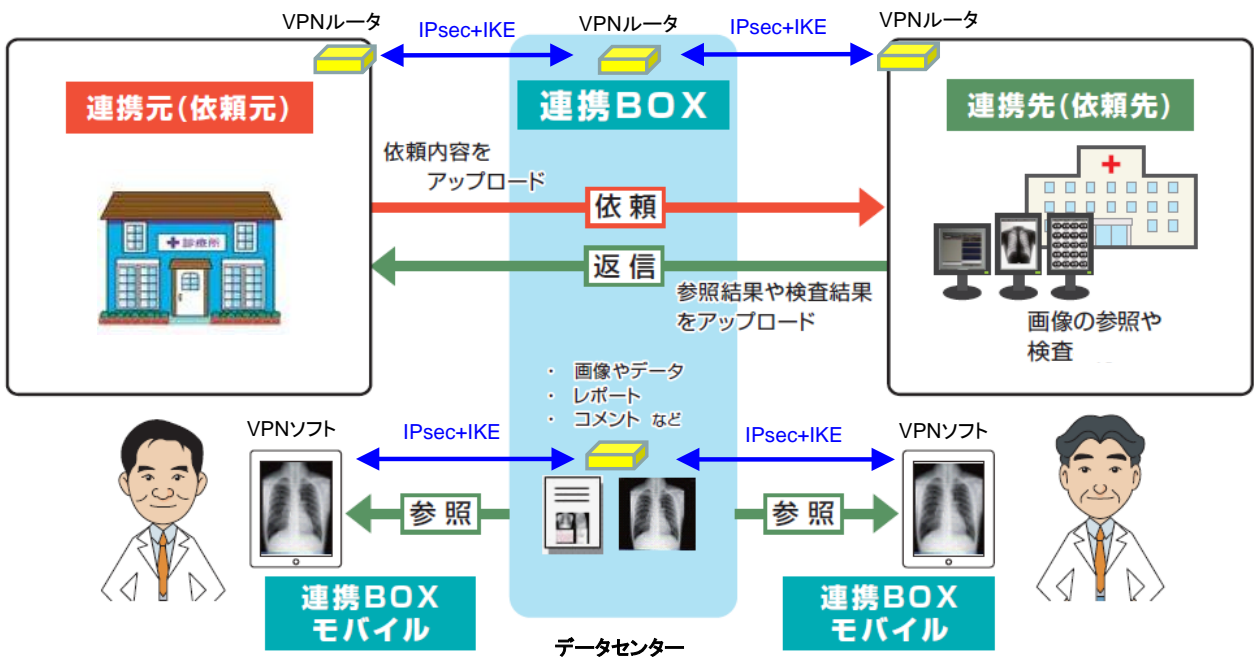 VPNルータ
IPsec+IKE
VPNルータ
IPsec+IKE
VPNルータ
連携元(依頼元)
連携BOX
連携先(依頼先)
依頼内容を
アップロード
依頼
診療所
返信
参照結果や検査結果
をアップロード
画像の参照や
検査
・ 画像やデータ
・ レポート
・ コメント など
VPNソフト
IPsec+IKE
IPsec+IKE
VPNソフト
参照
参照
連携BOX
モバイル
連携BOX
モバイル
データセンター